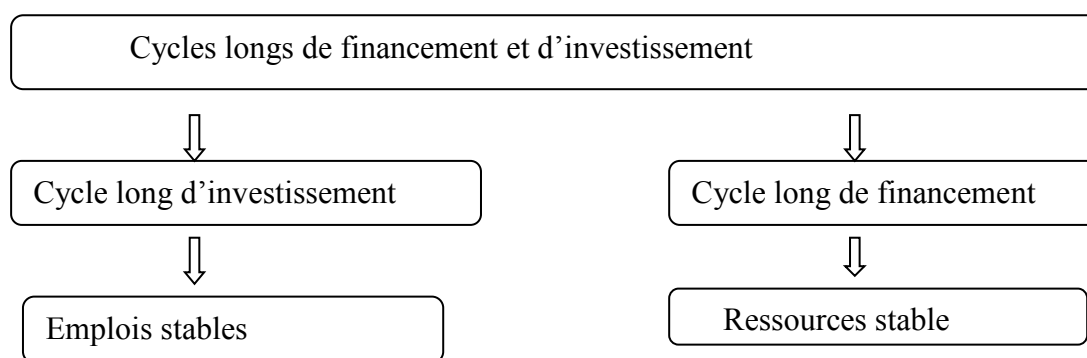 Cycles longs de financement et d’investissement
Cycle long d’investissement
Cycle long de financement
Emplois stables
Ressources stable